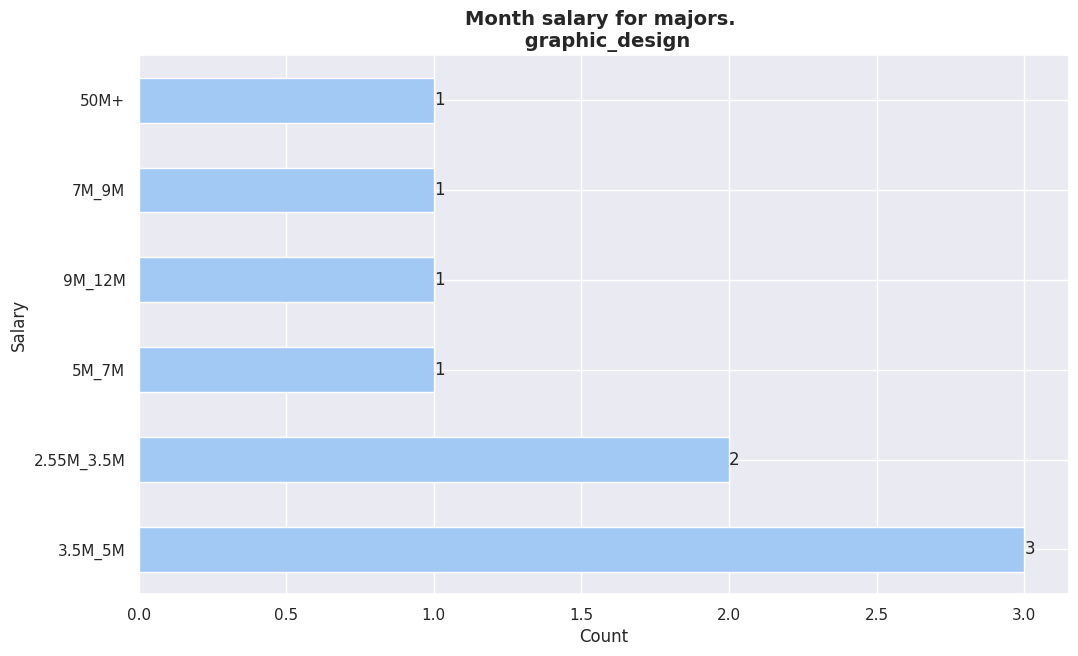 Month salary for majors.
graphic_design
50M+
1
7M_9M
1
9M_12M
1
5M_7M
1
2.55M_3.5M
2
3.5M_5M
3
Salary
0.0 0.5 1.0 1.5 2.0 2.5 3.0
Count